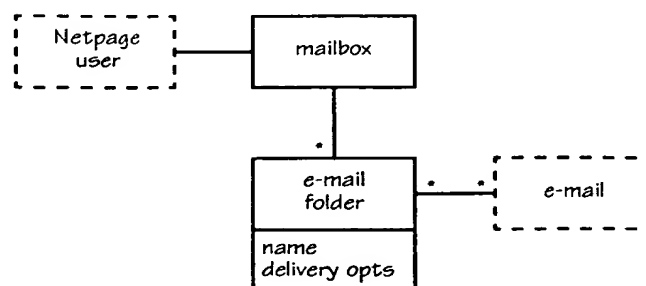 Netpage
user
mailbox
*
e-mail
folder
* *
e-mail
name
delivery opts